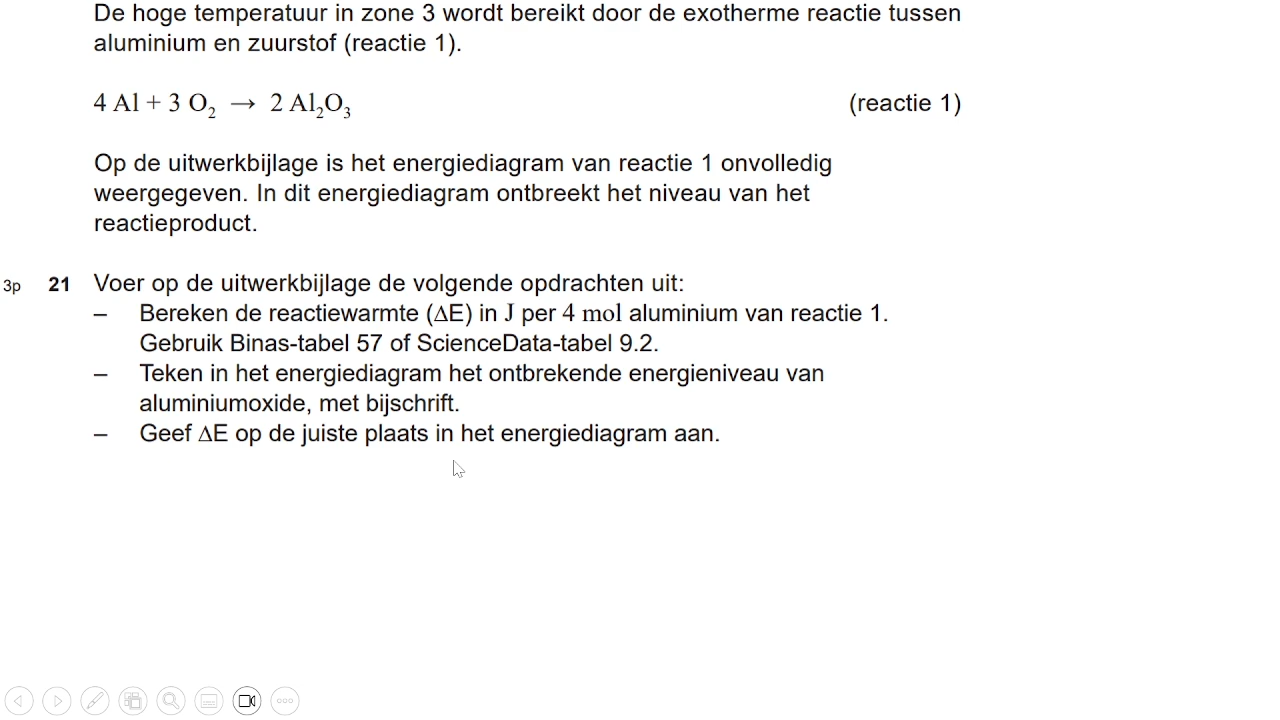 De hoge temperatuur in zone 3 wordt bereikt door de exotherme reactie tussen
aluminium en zuurstof (reactie 1).
4 Al + 3 O₂ → 2 Al₂O₃ (reactie 1)
Op de uitwerkbijlage is het energiediagram van reactie 1 onvolledig
weergegeven. In dit energiediagram ontbreekt het niveau van het
reactieproduct.
3p 21 Voer op de uitwerkbijlage de volgende opdrachten uit:
– Bereken de reactiewarmte (ΔE) in J per 4 mol aluminium van reactie 1.
Gebruik Binas-tabel 57 of ScienceData-tabel 9.2.
– Teken in het energiediagram het ontbrekende energieniveau van
aluminiumoxide, met bijschrift.
– Geef ΔE op de juiste plaats in het energiediagram aan.